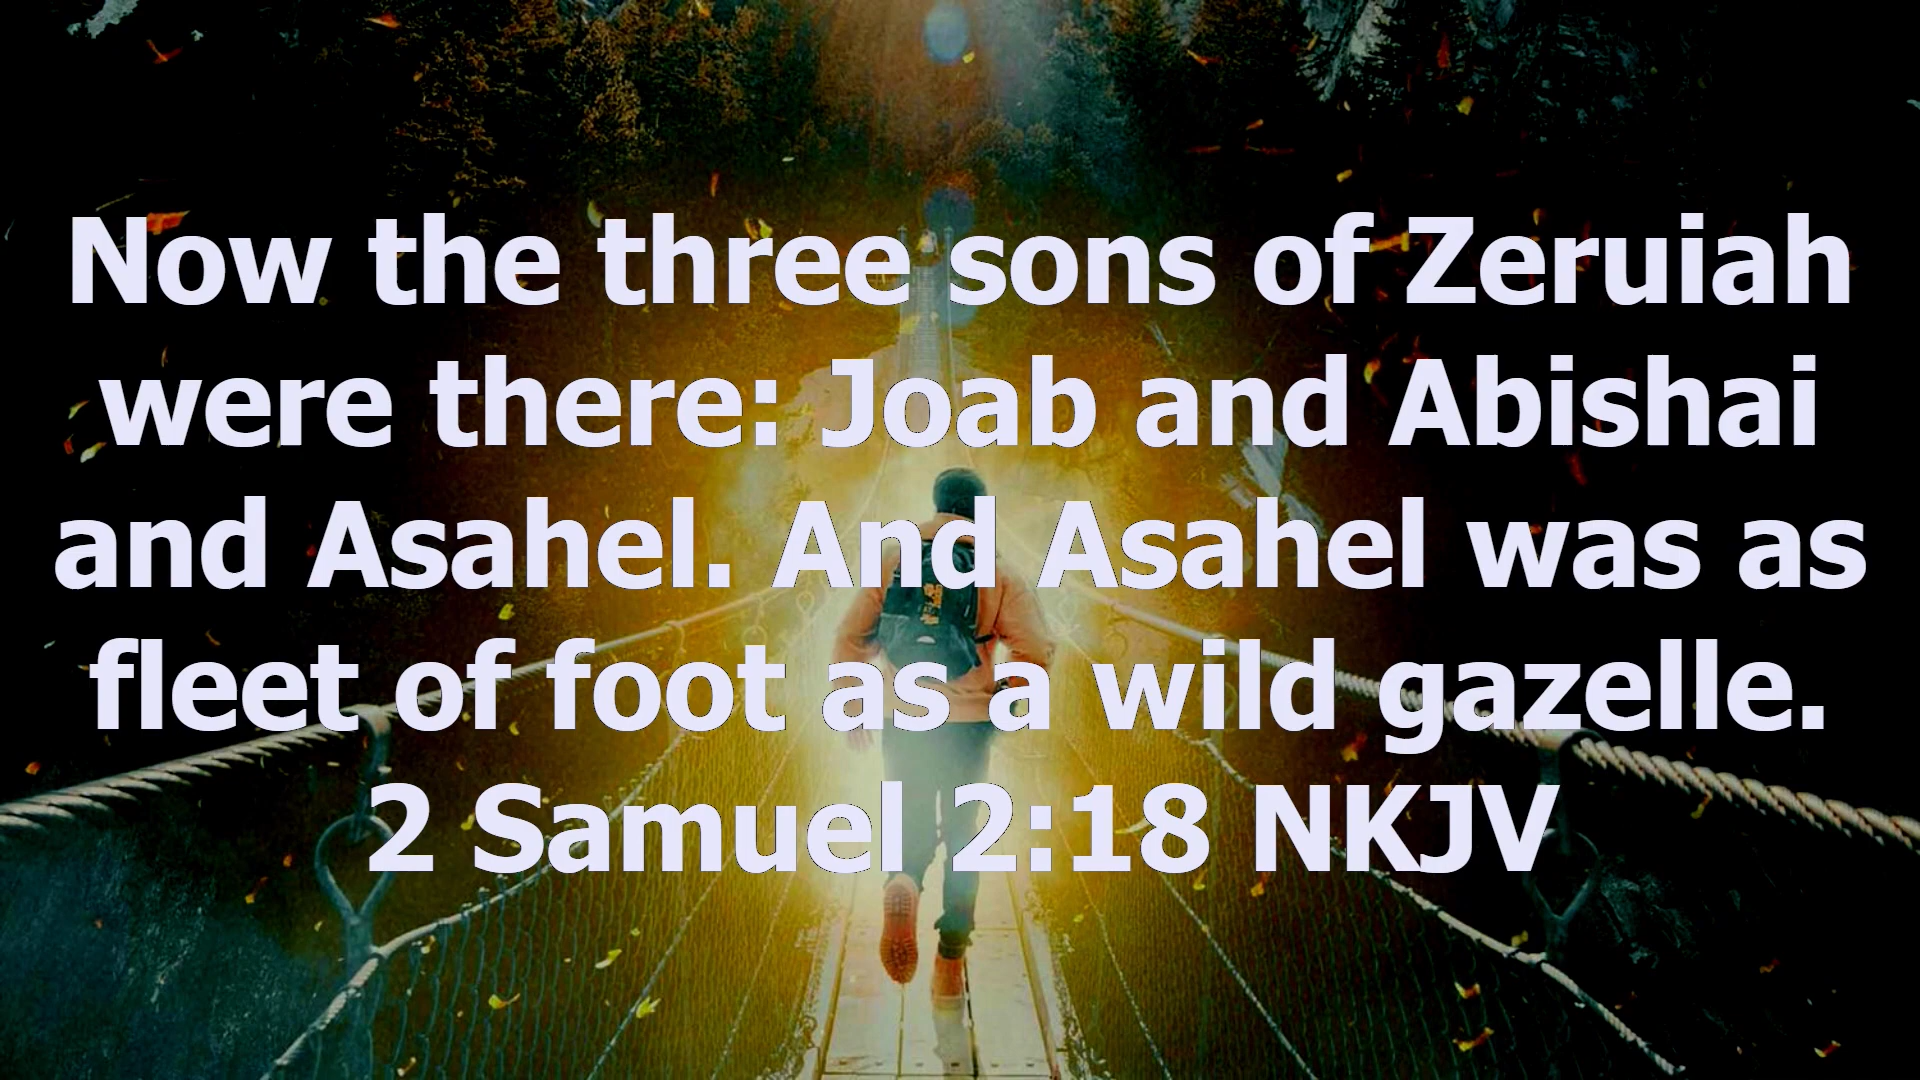 Now the three sons of Zeruiah
were there: Joab and Abishai
and Asahel. And Asahel was as
fleet of foot as a wild gazelle.
2 Samuel 2:18 NKJV